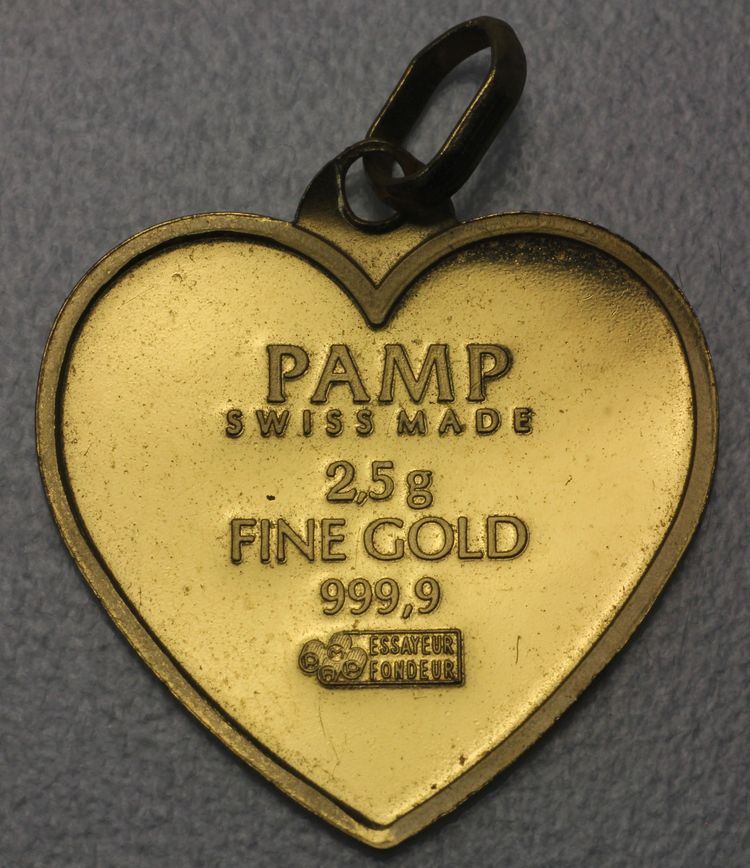 PAMP
SWISS MADE
2,5 g
FINE GOLD
999,9
ESSAYEUR
FONDEUR